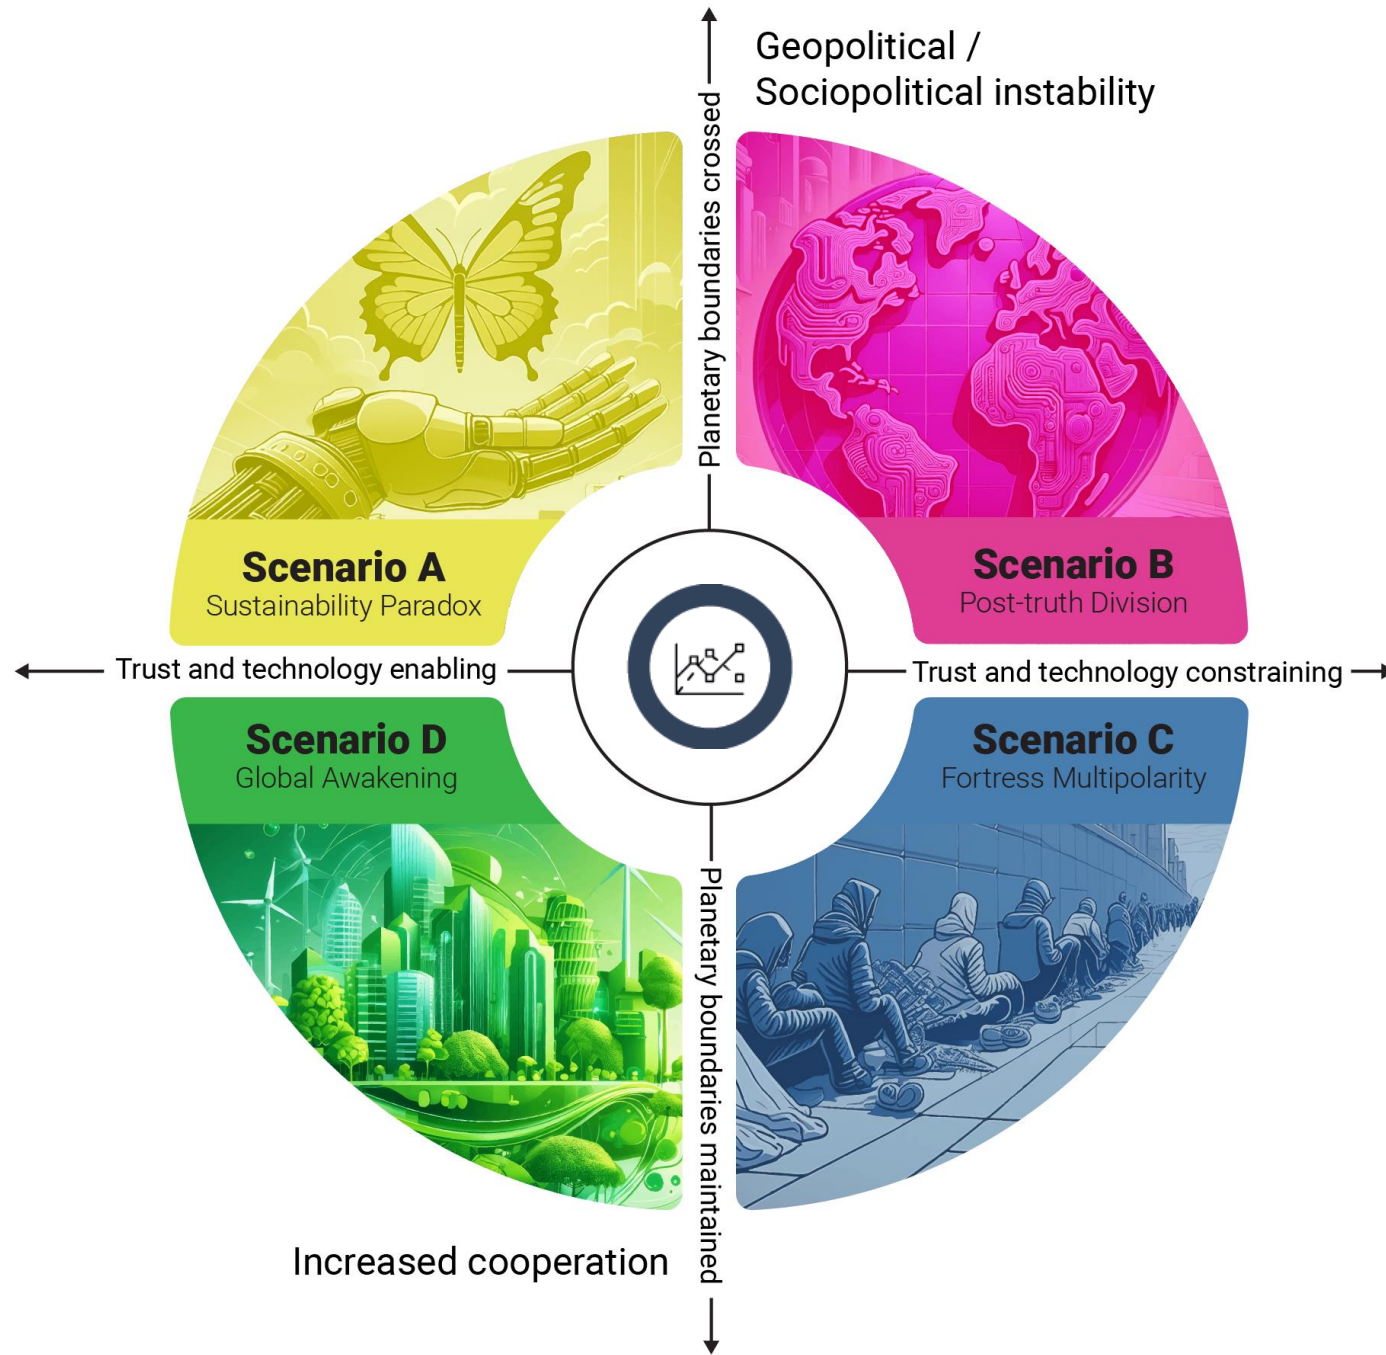 Geopolitical /
Sociopolitical instability
Planetary boundaries crossed
Scenario A
Sustainability Paradox
Scenario B
Post-truth Division
Trust and technology enabling
Trust and technology constraining
Scenario D
Global Awakening
Scenario C
Fortress Multipolarity
Planetary boundaries maintained
Increased cooperation